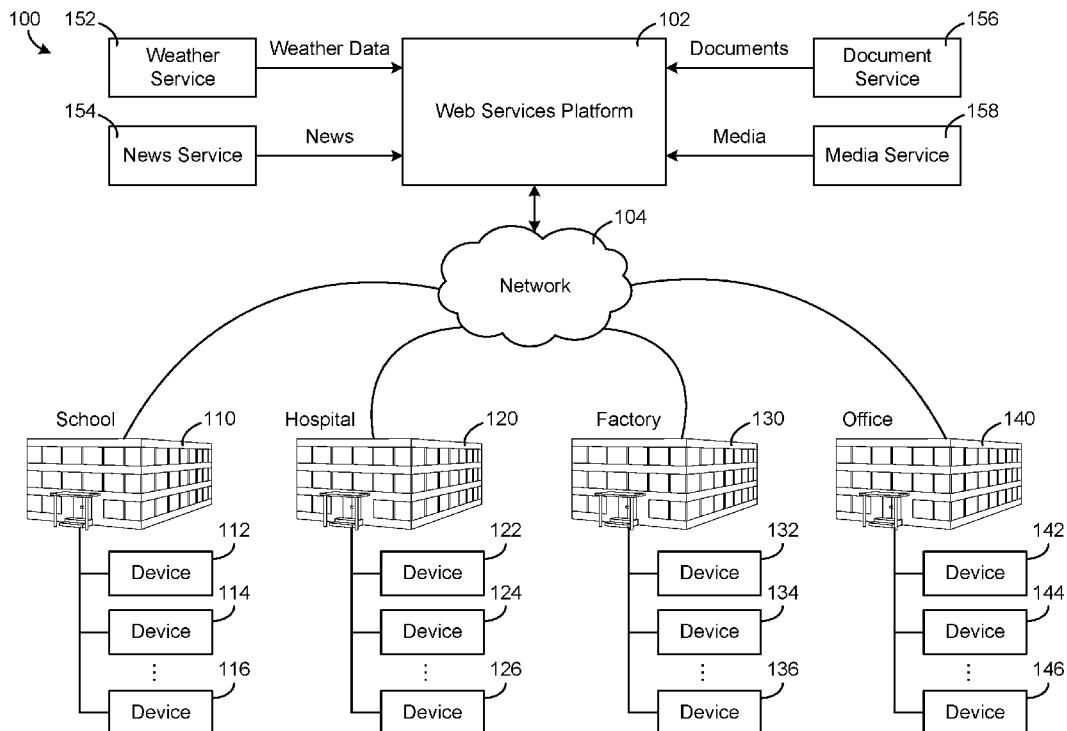 100
152
102
156
Weather Service
Weather Data
Web Services Platform
Documents
Document Service
154
158
News Service
News
Media
Media Service
104
Network
School
110
Hospital
120
Factory
130
Office
140
112
122
132
142
Device
Device
Device
Device
114
124
134
144
Device
Device
Device
Device
116
126
136
146
Device
Device
Device
Device